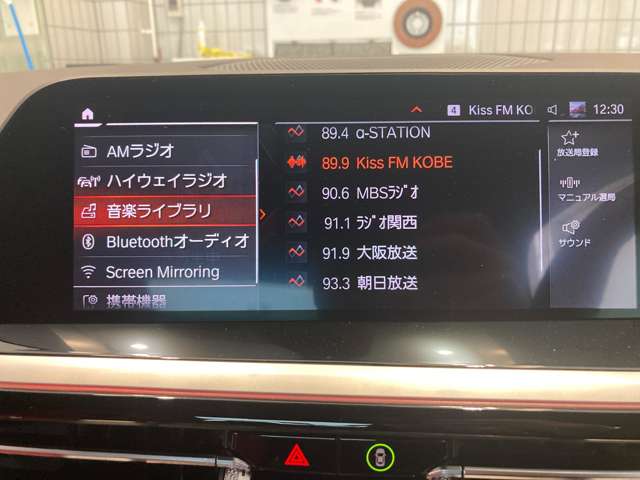 4 Kiss FM KO 12:30
AMラジオ
ハイウェイラジオ
音楽ライブラリ
Bluetoothオーディオ
Screen Mirroring
携帯機器
89.4 α-STATION
89.9 Kiss FM KOBE
90.6 MBSﾗｼﾞｵ
91.1 ﾗｼﾞｵ関西
91.9 大阪放送
93.3 朝日放送
放送局登録
マニュアル選局
サウンド